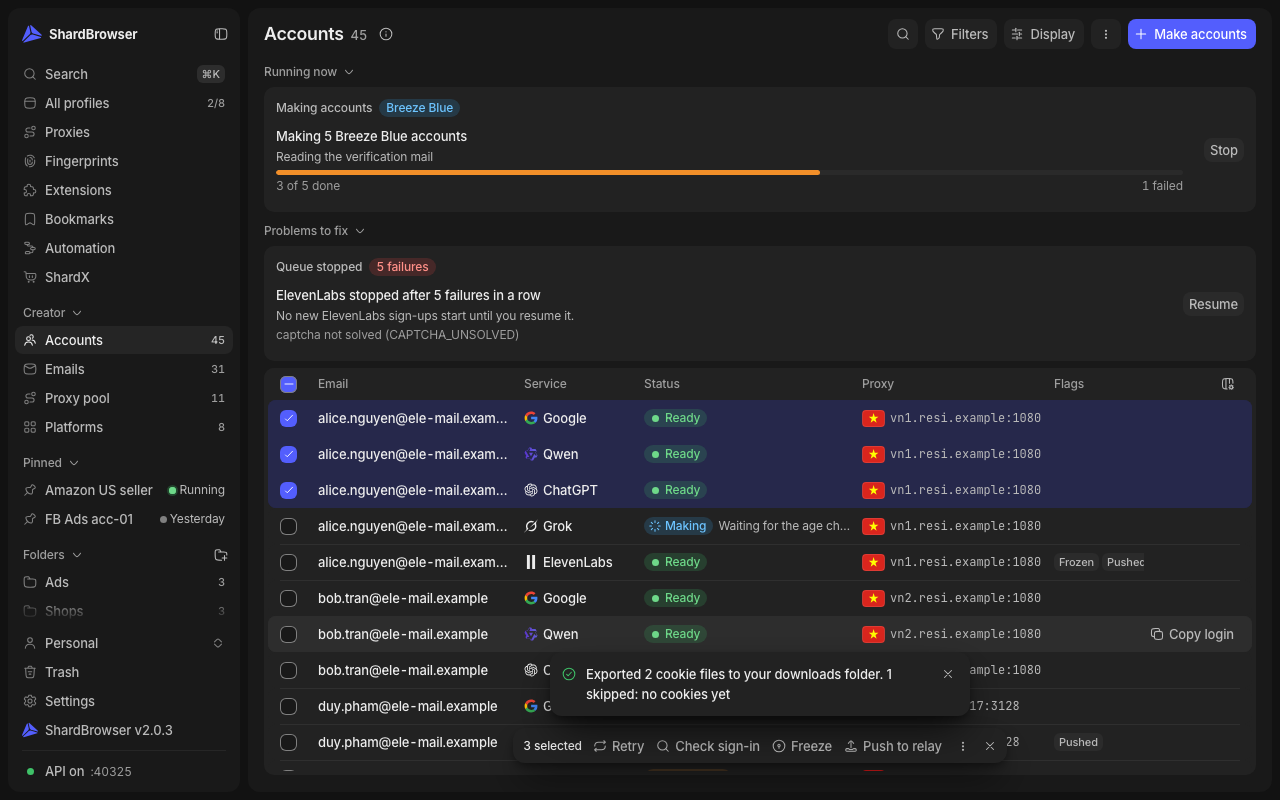 ShardBrowser
Search ⌘K
All profiles 2/8
Proxies
Fingerprints
Extensions
Bookmarks
Automation
ShardX
Creator
Accounts 45
Emails 31
Proxy pool 11
Platforms 8
Pinned
Amazon US seller Running
FB Ads acc-01 Yesterday
Folders
Ads 3
Shops 3
Personal
Trash
Settings
ShardBrowser v2.0.3
API on :40325
Accounts 45
Filters
Display
Make accounts
Running now
Making accounts Breeze Blue
Making 5 Breeze Blue accounts
Reading the verification mail
Stop
3 of 5 done 1 failed
Problems to fix
Queue stopped 5 failures
ElevenLabs stopped after 5 failures in a row
No new ElevenLabs sign-ups start until you resume it.
captcha not solved (CAPTCHA_UNSOLVED)
Resume
Email Service Status Proxy Flags
alice.nguyen@ele-mail.exam... Google Ready vn1.resi.example:1080
alice.nguyen@ele-mail.exam... Qwen Ready vn1.resi.example:1080
alice.nguyen@ele-mail.exam... ChatGPT Ready vn1.resi.example:1080
alice.nguyen@ele-mail.exam... Grok Making Waiting for the age ch... vn1.resi.example:1080
alice.nguyen@ele-mail.exam... ElevenLabs Ready vn1.resi.example:1080 Frozen Pushed
bob.tran@ele-mail.example Google Ready vn2.resi.example:1080
bob.tran@ele-mail.example Qwen Ready vn2.resi.example:1080 Copy login
bob.tran@ele-mail.example ample:1080
Exported 2 cookie files to your downloads folder. 1
skipped: no cookies yet
duy.pham@ele-mail.example G 17:3128
duy.pham@ele-mail.example 28 Pushed
3 selected Retry Check sign-in Freeze Push to relay